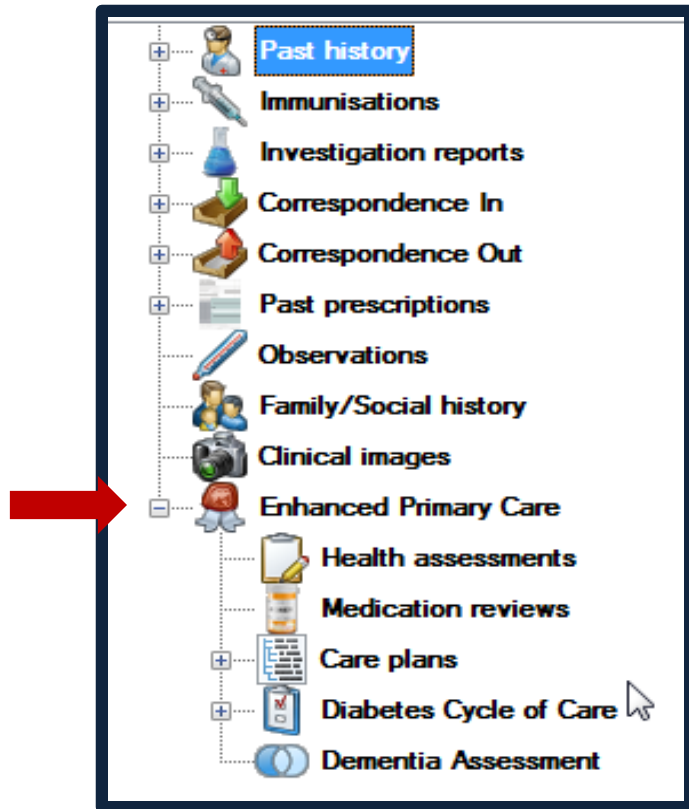 Past history
Immunisations
Investigation reports
Correspondence In
Correspondence Out
Past prescriptions
Observations
Family/Social history
Clinical images
Enhanced Primary Care
Health assessments
Medication reviews
Care plans
Diabetes Cycle of Care
Dementia Assessment